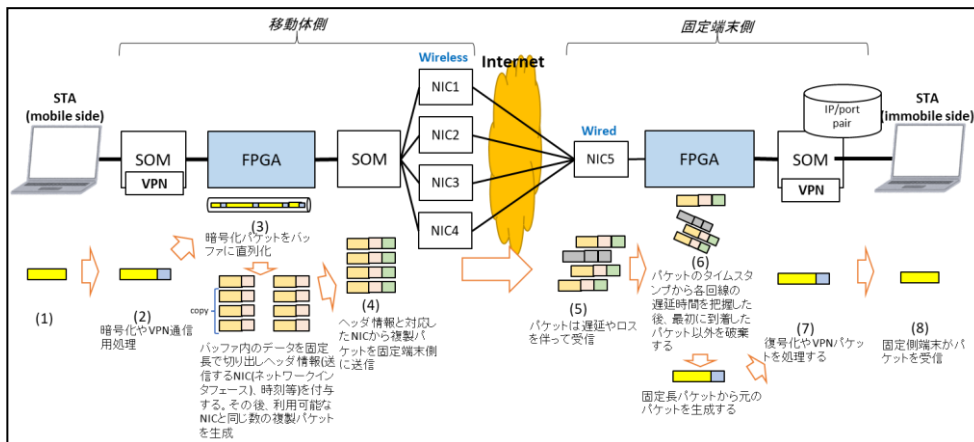 移動体側
固定端末側
Wireless
Internet
STA
(mobile side)
SOM
VPN
FPGA
SOM
NIC1
NIC2
NIC3
NIC4
Wired
NIC5
FPGA
IP/port
pair
SOM
VPN
STA
(immobile side)
(1)
(2)
暗号化やVPN通信
用処理
(3)
暗号化パケットをバッ
ファに直列化
copy
バッファ内のデータを固定
長で切り出しヘッダ情報(送
信するNIC(ネットワークイン
タフェース)、時刻等)を付与
する。その後、利用可能な
NICと同じ数の複製パケット
を生成
(4)
ヘッダ情報と対応し
たNICから複製パ
ケットを固定端末側
に送信
(5)
パケットは遅延やロス
を伴って受信
(6)
パケットのタイムスタ
ンプから各回線の
遅延時間を把握した
後、最初に到着した
パケット以外を破棄
する
固定長パケットから元の
パケットを生成する
(7)
復号化やVPNパケ
ットを処理する
(8)
固定側端末が
パケットを受信